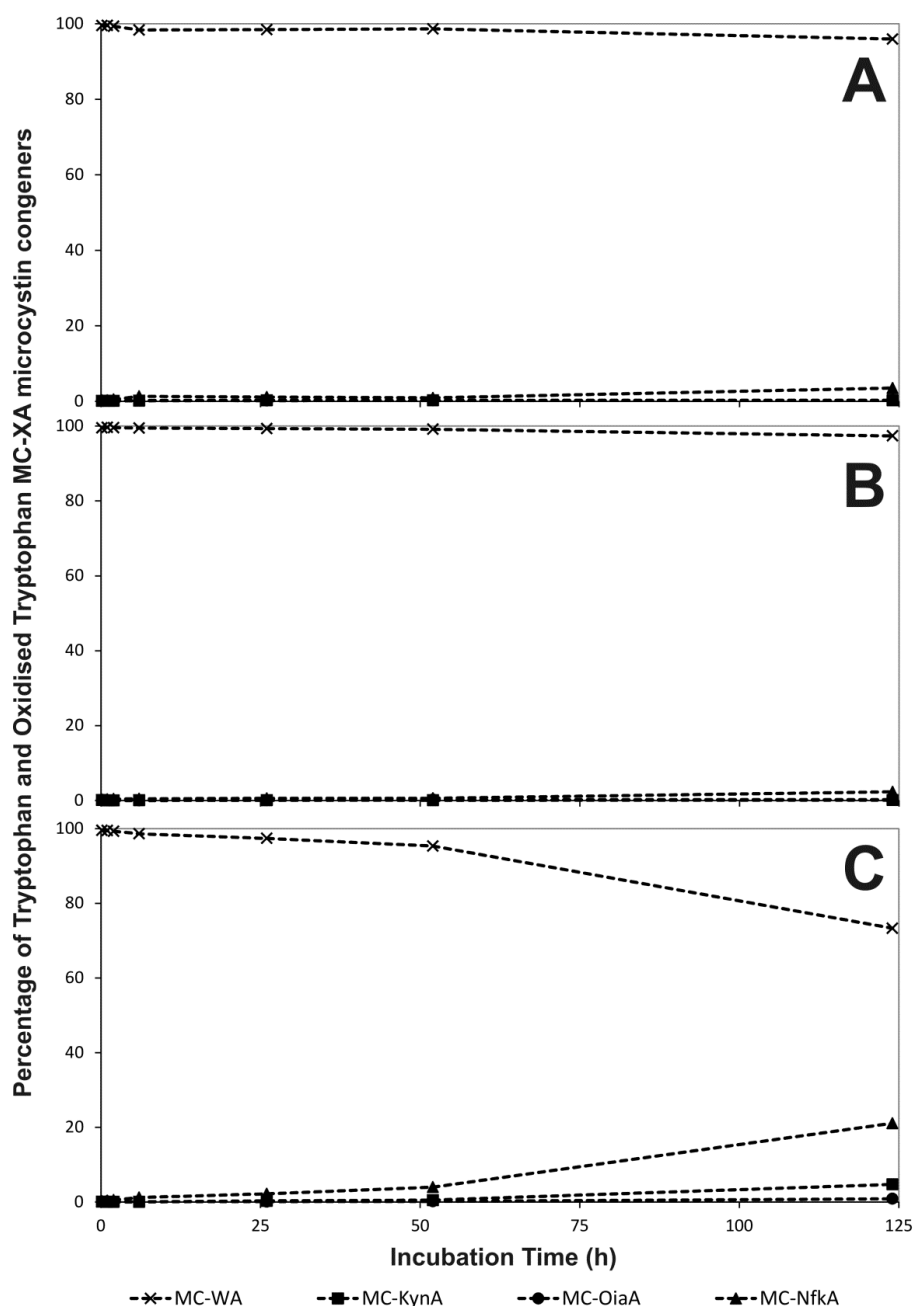 Percentage of Tryptophan and Oxidised Tryptophan MC-XA microcystin congeners
100
80
60
40
20
0
A
100
80
60
40
20
0
B
100
80
60
40
20
0
C
0 25 50 75 100 125
Incubation Time (h)
MC-WA MC-KynA MC-OiaA MC-NfkA